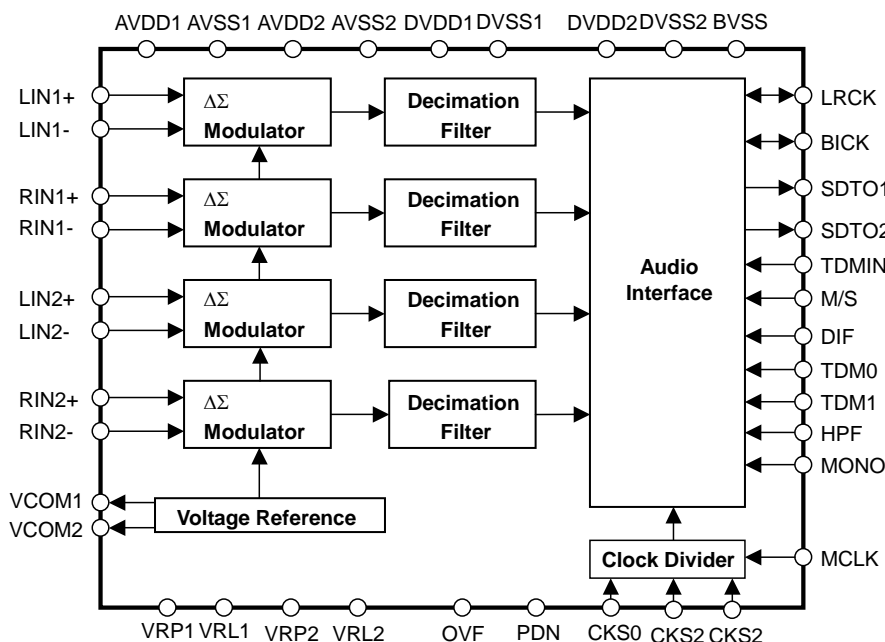 AVDD1 AVSS1 AVDD2 AVSS2 DVDD1 DVSS1 DVDD2 DVSS2 BVSS
LIN1+
LIN1-
RIN1+
RIN1-
LIN2+
LIN2-
RIN2+
RIN2-
VCOM1
VCOM2
ΔΣ
Modulator
Decimation
Filter
ΔΣ
Modulator
Decimation
Filter
ΔΣ
Modulator
Decimation
Filter
ΔΣ
Modulator
Decimation
Filter
Voltage Reference
Audio
Interface
Clock Divider
LRCK
BICK
SDTO1
SDTO2
TDMIN
M/S
DIF
TDM0
TDM1
HPF
MONO
MCLK
VRP1 VRL1 VRP2 VRL2 OVF PDN CKS0 CKS2 CKS2